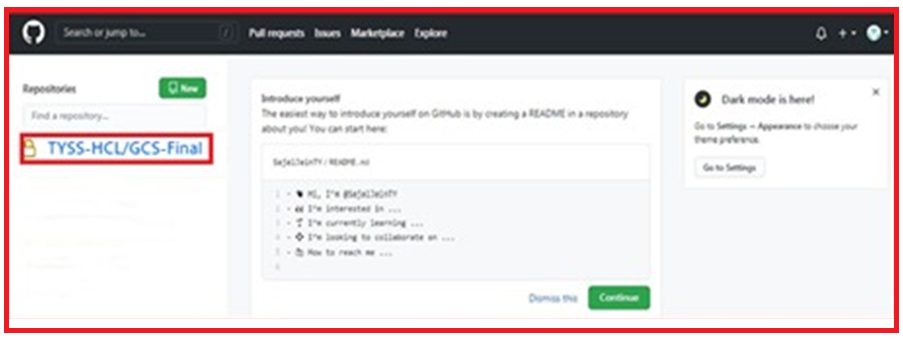 Search or jump to... /
Pull requests Issues Marketplace Explore
Repositories
New
Find a repository...
TYSS-HCL/GCS-Final
Introduce yourself
The easiest way to introduce yourself on GitHub is by creating a README in a repository
about you! You can start here:
SajalJainTY / README.md
1 - 👋 Hi, I'm @SajalJainTY
2 - 👀 I'm interested in ...
3 - 🌱 I'm currently learning ...
4 - 💞️ I'm looking to collaborate on ...
5 - 📫 How to reach me ...
6
Dismiss this
Continue
Dark mode is here!
Go to Settings → Appearance to choose your
theme preference.
Go to Settings